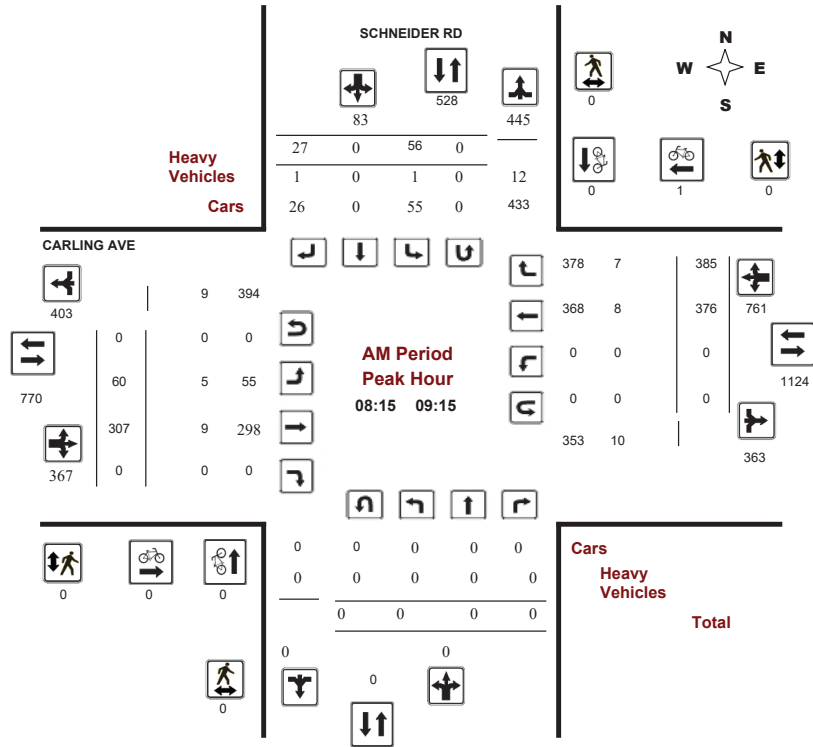 SCHNEIDER RD
N
W E
S
528
0
83 445
27 0 56 0
Heavy
Vehicles
1 0 1 0 12
0 1 0
Cars
26 0 55 0 433
CARLING AVE
378 7 385
403
9 394
368 8 376 761
0 0 0
AM Period
0 0 0
Peak Hour
770
60 5 55
1124
08:15 09:15
0 0 0
307 9 298
353 10
363
367
0 0 0
0 0 0 0 0
Cars
0 0 0 0 0
Heavy
Vehicles
0 0 0
0 0 0 0
Total
0 0
0
0